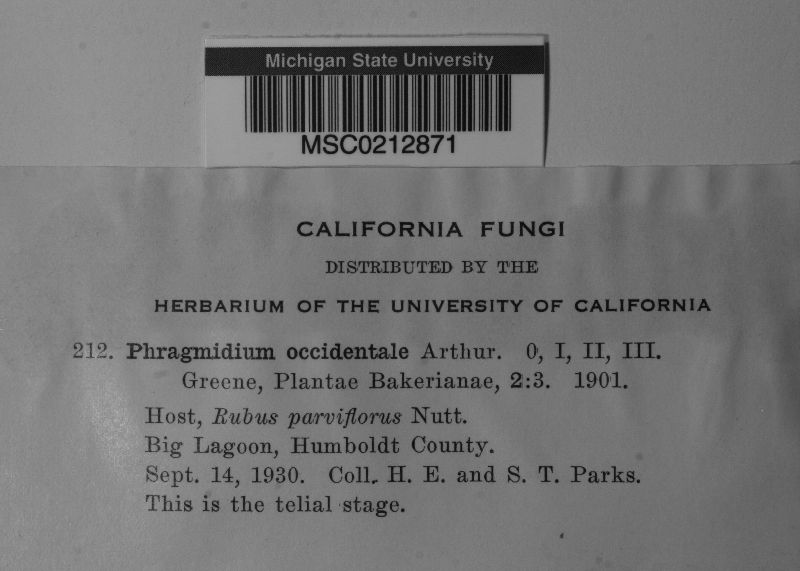 Michigan State University
MSC0212871
CALIFORNIA FUNGI
DISTRIBUTED BY THE
HERBARIUM OF THE UNIVERSITY OF CALIFORNIA
212. Phragmidium occidentale Arthur. 0, I, II, III.
Greene, Plantae Bakerianae, 2:3. 1901.
Host, Rubus parviflorus Nutt.
Big Lagoon, Humboldt County.
Sept. 14, 1930. Coll. H. E. and S. T. Parks.
This is the telial stage.